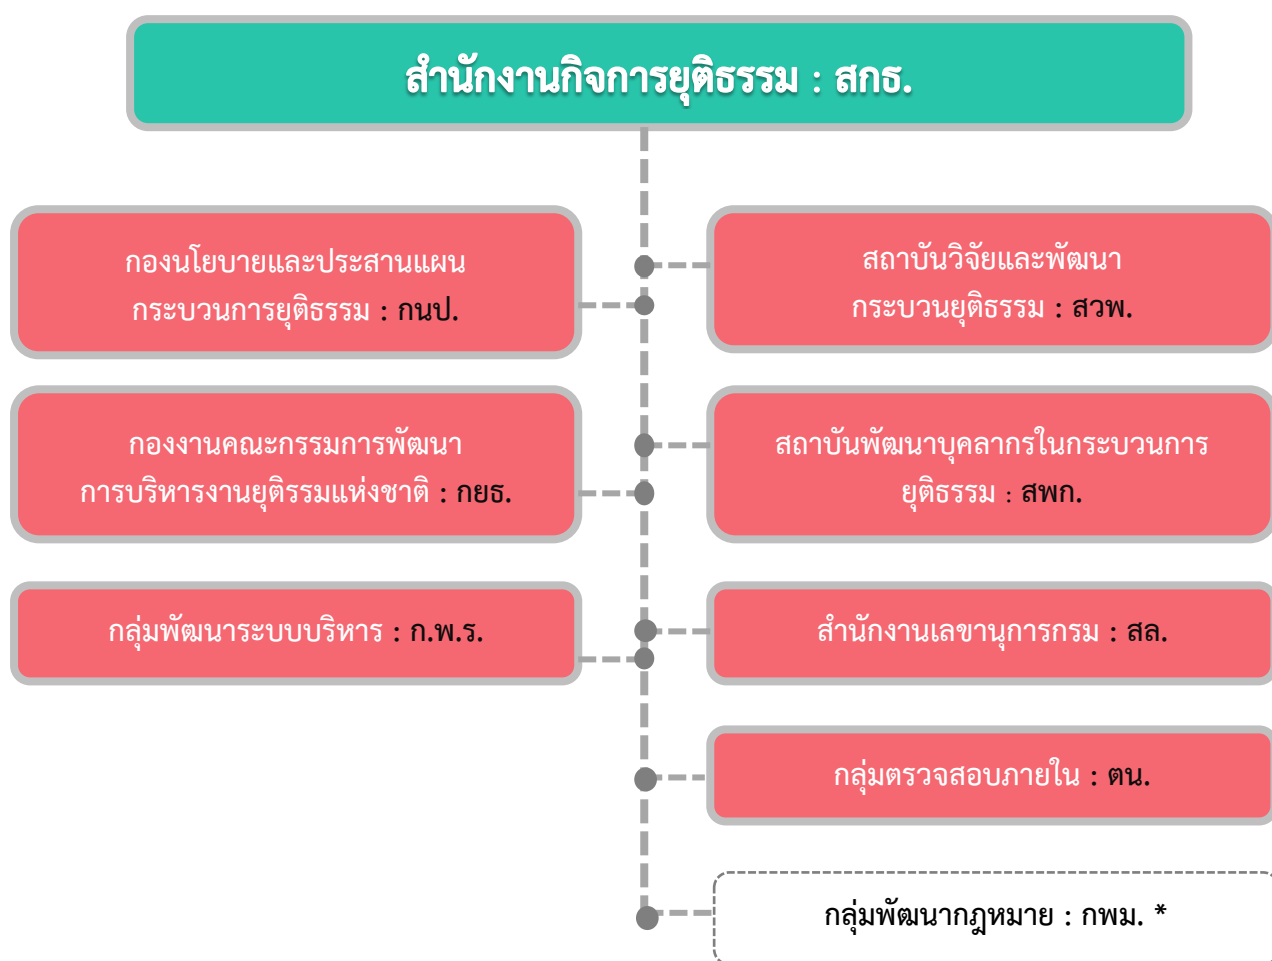 สำนักงานกิจการยุติธรรม : สกธ.
กองนโยบายและประสานแผน
กระบวนการยุติธรรม : กนป.
สถาบันวิจัยและพัฒนา
กระบวนยุติธรรม : สวพ.
กองงานคณะกรรมการพัฒนา
การบริหารงานยุติรรมแห่งชาติ : กยธ.
สถาบันพัฒนาบุคลากรในกระบวนการ
ยุติธรรม : สพก.
กลุ่มพัฒนาระบบบริหาร : ก.พ.ร.
สำนักงานเลขานุการกรม : สล.
กลุ่มตรวจสอบภายใน : ตน.
กลุ่มพัฒนากฎหมาย : กพม. *